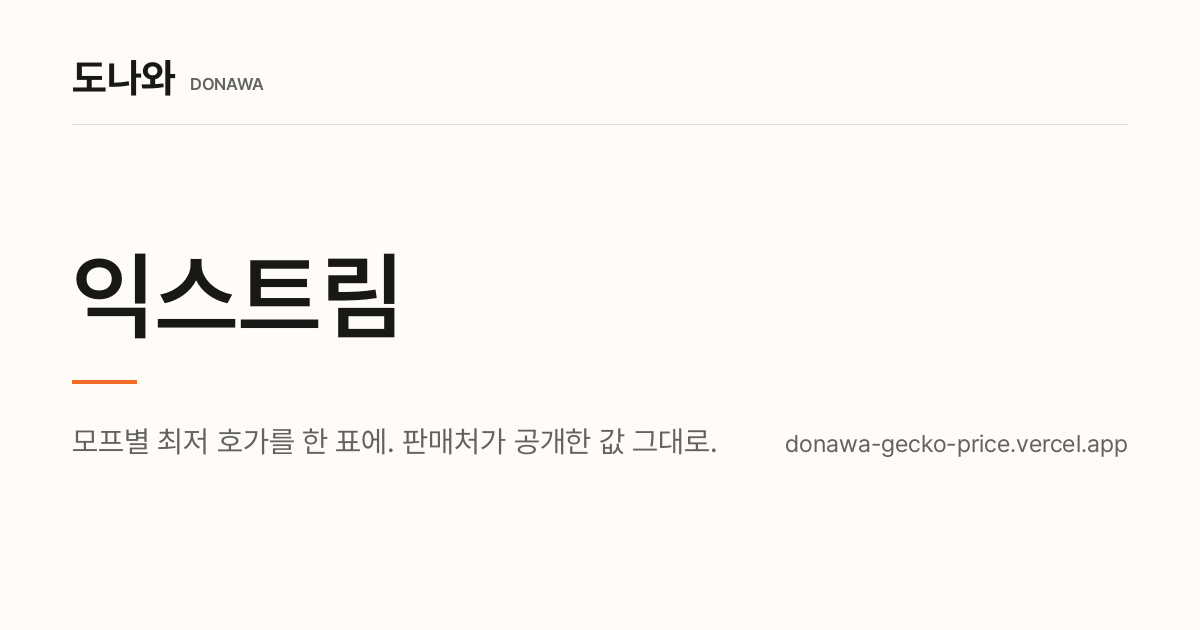 도나와 DONAWA
익스트림
모프별 최저 호가를 한 표에. 판매처가 공개한 값 그대로. donawa-gecko-price.vercel.app